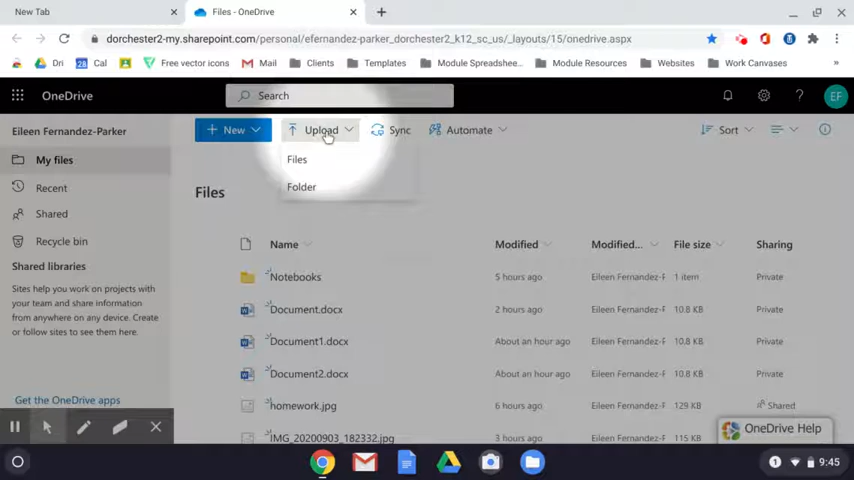 New Tab
Files - OneDrive
dorchester2-my.sharepoint.com/personal/efernandez-parker_dorchester2_k12_sc_us/_layouts/15/onedrive.aspx
Dri
28 Cal
Free vector icons
Mail
Clients
Templates
Module Spreadshee...
Module Resources
Websites
Work Canvases
OneDrive
Search
EF
Eileen Fernandez-Parker
New
Upload
Sync
Automate
Sort
My files
Files
Folder
Recent
Files
Shared
Recycle bin
Name
Modified
Modified...
File size
Sharing
Shared libraries
Sites help you work on projects with
your team and share information
from anywhere on any device. Create
or follow sites to see them here.
Notebooks
5 hours ago
Eileen Fernandez-P
1 item
Private
Document.docx
2 hours ago
Eileen Fernandez-P
10.8 KB
Private
Document1.docx
About an hour ago
Eileen Fernandez-P
10.8 KB
Private
Document2.docx
About an hour ago
Eileen Fernandez-P
10.8 KB
Private
Get the OneDrive apps
homework.jpg
6 hours ago
Eileen Fernandez-P
129 KB
Shared
IMG_20200903_182332.jpg
3 hours ago
Eileen Fernandez-P
115 KB
OneDrive Help
1
9:45